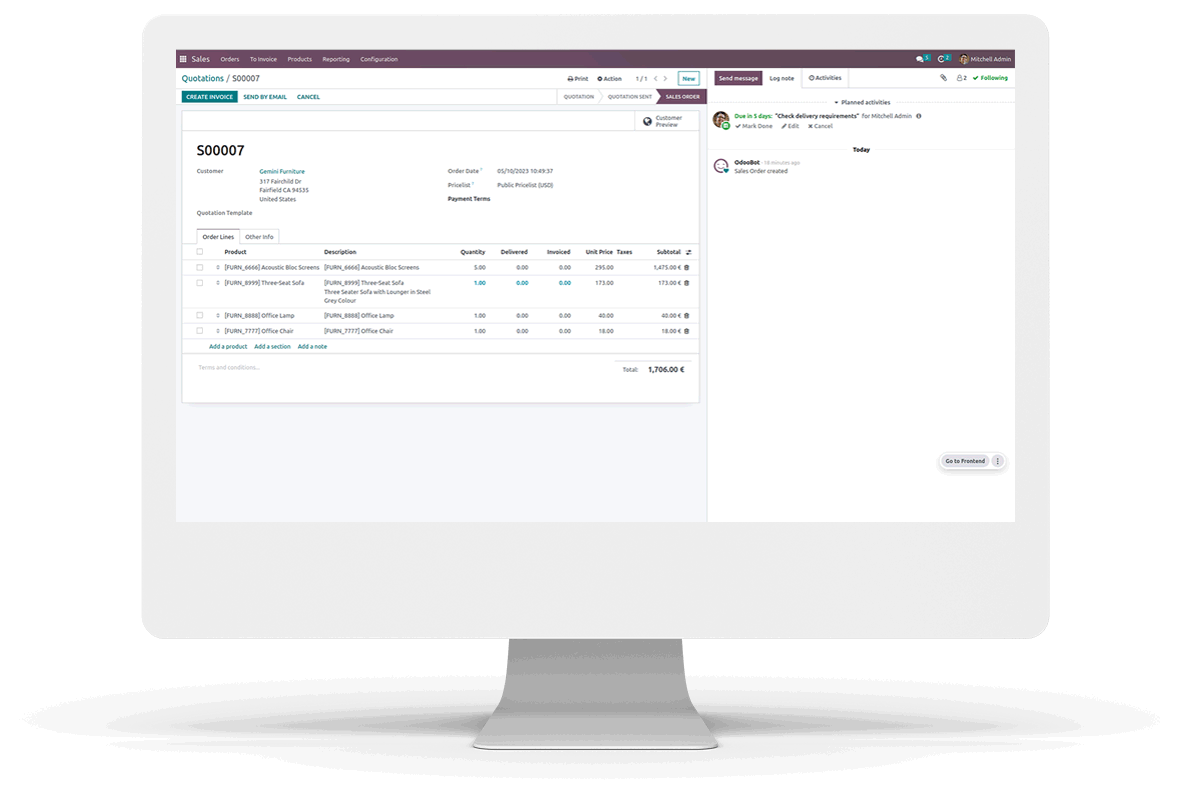 Sales Orders To Invoice Products Reporting Configuration 5 2 Mitchell Admin
Quotations / S00007 Print Action 1 / 1 New
CREATE INVOICE SEND BY EMAIL CANCEL QUOTATION QUOTATION SENT SALES ORDER
Customer
Preview
S00007
Customer Gemini Furniture
317 Fairchild Dr
Fairfield CA 94535
United States
Order Date ? 05/10/2023 10:49:37
Pricelist ? Public Pricelist (USD)
Payment Terms
Quotation Template
Order Lines Other Info
Product Description Quantity Delivered Invoiced Unit Price Taxes Subtotal
[FURN_6666] Acoustic Bloc Screens [FURN_6666] Acoustic Bloc Screens 5.00 0.00 0.00 295.00 1,475.00 €
[FURN_8999] Three-Seat Sofa [FURN_8999] Three-Seat Sofa 1.00 0.00 0.00 173.00 173.00 €
Three Seater Sofa with Lounger in Steel
Grey Colour
[FURN_8888] Office Lamp [FURN_8888] Office Lamp 1.00 0.00 0.00 40.00 40.00 €
[FURN_7777] Office Chair [FURN_7777] Office Chair 1.00 0.00 0.00 18.00 18.00 €
Add a product Add a section Add a note
Terms and conditions...
Total: 1,706.00 €
Send message Log note Activities
2 Following
Planned activities
Due in 5 days: "Check delivery requirements" for Mitchell Admin
Mark Done Edit Cancel
Today
OdooBot - 18 minutes ago
Sales Order created
Go to Frontend